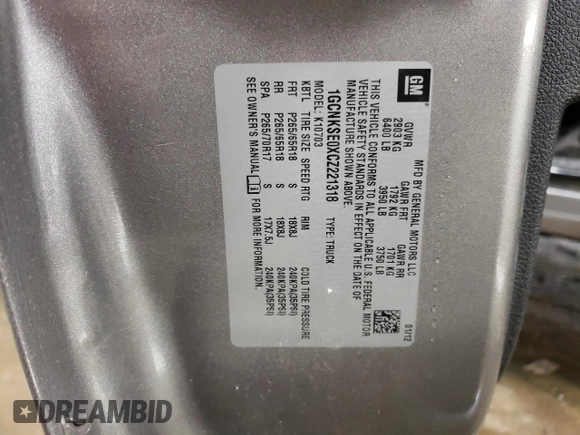 GM
MFD BY GENERAL MOTORS LLC 01/12
GVWR GAWR FRT GAWR RR
2903 KG 1792 KG 1701 KG
6400 LB 3950 LB 3750 LB
THIS VEHICLE CONFORMS TO ALL APPLICABLE U.S. FEDERAL MOTOR
VEHICLE SAFETY STANDARDS IN EFFECT ON THE DATE OF
MANUFACTURE SHOWN ABOVE.
1GCNKSE0XCZ221318 TYPE: TRUCK
MODEL: K10703
KBTL TIRE SIZE SPEED RTG RIM COLD TIRE PRESSURE
FRT P265/65R18 S 18X8J 240KPA(35PSI)
RR P265/65R18 S 18X8J 240KPA(35PSI)
SPA P265/70R17 S 17X7.5J 240KPA(35PSI)
SEE OWNER'S MANUAL FOR MORE INFORMATION.
DREAMBID